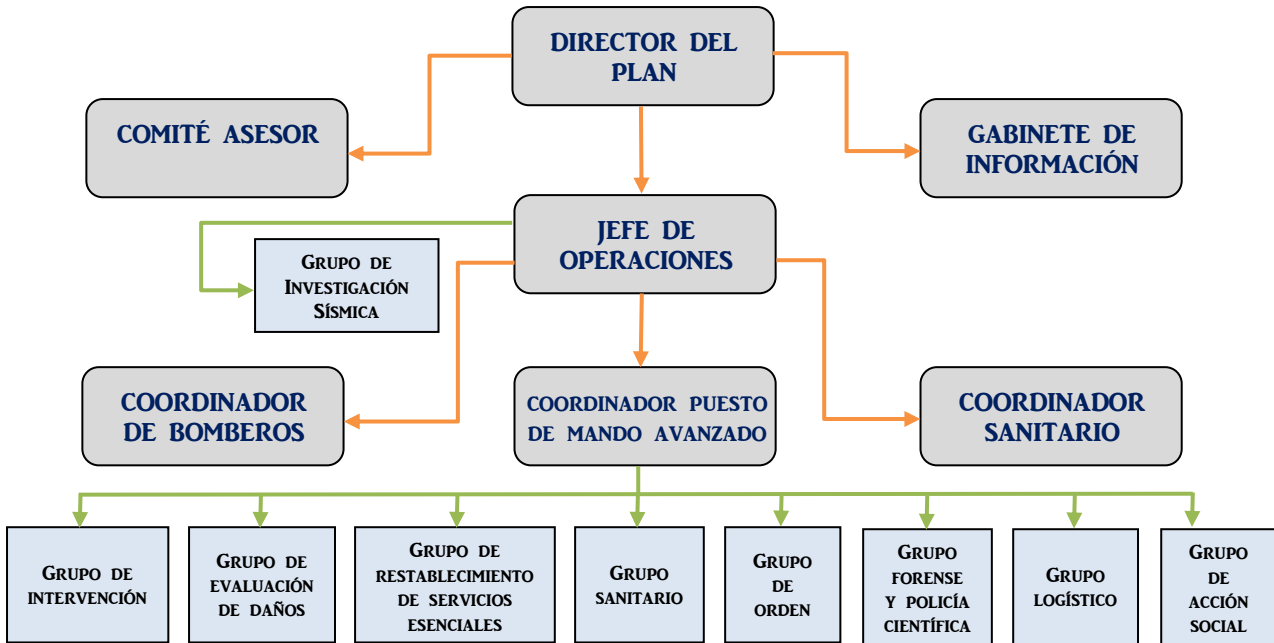 DIRECTOR DEL
PLAN
COMITÉ ASESOR
GABINETE DE
INFORMACIÓN
JEFE DE
OPERACIONES
GRUPO DE
INVESTIGACIÓN
SÍSMICA
COORDINADOR
DE BOMBEROS
COORDINADOR PUESTO
DE MANDO AVANZADO
COORDINADOR
SANITARIO
GRUPO DE
INTERVENCIÓN
GRUPO DE
EVALUACIÓN
DE DAÑOS
GRUPO DE
RESTABLECIMIENTO
DE SERVICIOS
ESENCIALES
GRUPO
SANITARIO
GRUPO
DE
ORDEN
GRUPO
FORENSE
Y POLICÍA
CIENTÍFICA
GRUPO
LOGÍSTICO
GRUPO
DE
ACCIÓN
SOCIAL